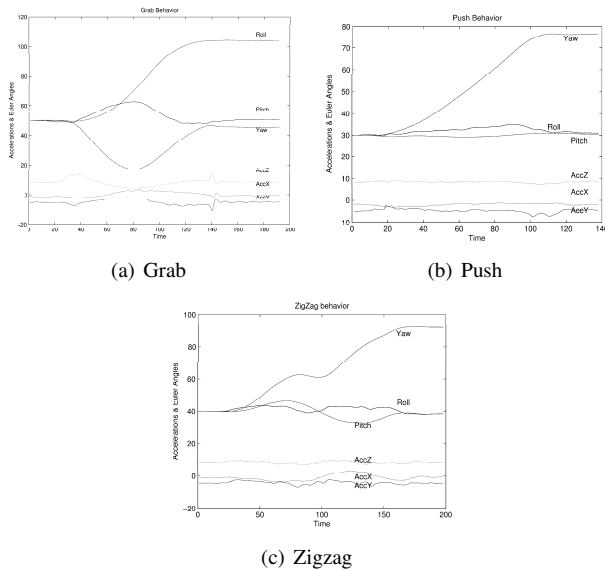 Grab Behavior
Accelerations & Euler Angles
120
100
80
60
40
20
0
-20
Roll
Pitch
Yaw
AccZ
AccX
AccY
0 20 40 60 80 100 120 140 160 180 200
Time
(a) Grab
Push Behavior
Accelerations & Euler Angles
80
70
60
50
40
30
20
10
0
10
Yaw
Roll
Pitch
AccZ
AccX
AccY
0 20 40 60 80 100 120 140
Time
(b) Push
ZigZag behavior
Accelerations & Euler Angles
100
80
60
40
20
0
−20
Yaw
Roll
Pitch
AccZ
AccX
AccY
0 50 100 150 200
Time
(c) Zigzag